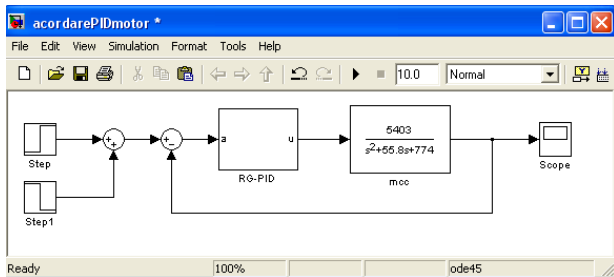 acordarePIDmotor *
File Edit View Simulation Format Tools Help
10.0 Normal
Step
Step1
a u
RG-PID
5403
s²+55.8s+774
mcc
Scope
Ready 100% ode45